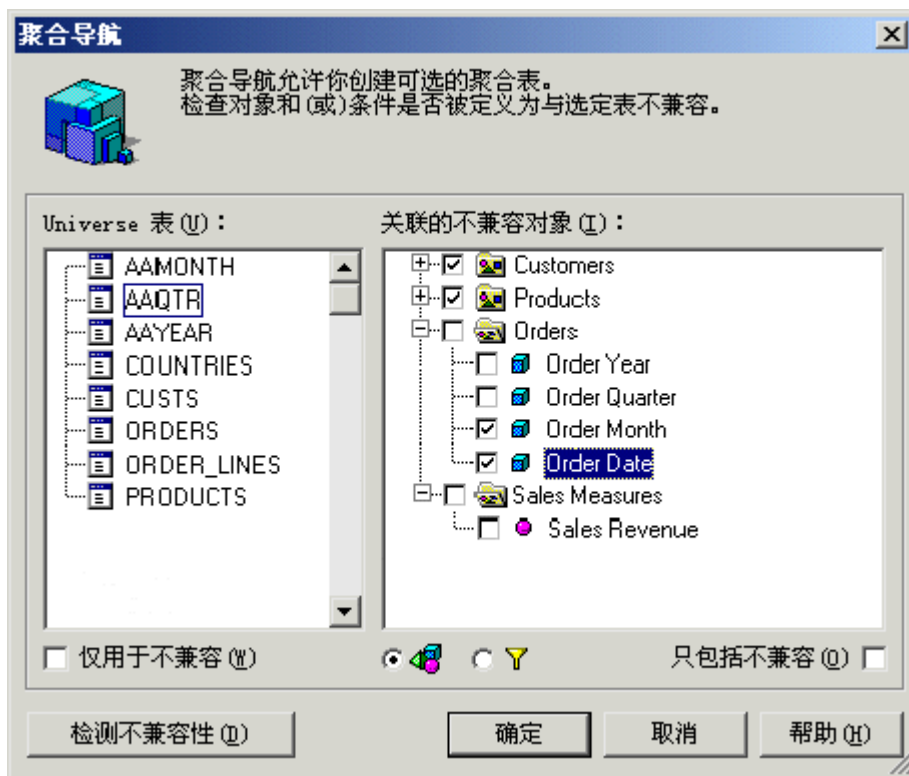 聚合导航
聚合导航允许你创建可选的聚合表。
检查对象和(或)条件是否被定义为与选定表不兼容。
Universe 表(U):
关联的不兼容对象(I):
AAMONTH
AAQTR
AAYEAR
COUNTRIES
CUSTS
ORDERS
ORDER_LINES
PRODUCTS
Customers
Products
Orders
Order Year
Order Quarter
Order Month
Order Date
Sales Measures
Sales Revenue
仅用于不兼容(W)
只包括不兼容(O)
检测不兼容性(D)
确定
取消
帮助(H)